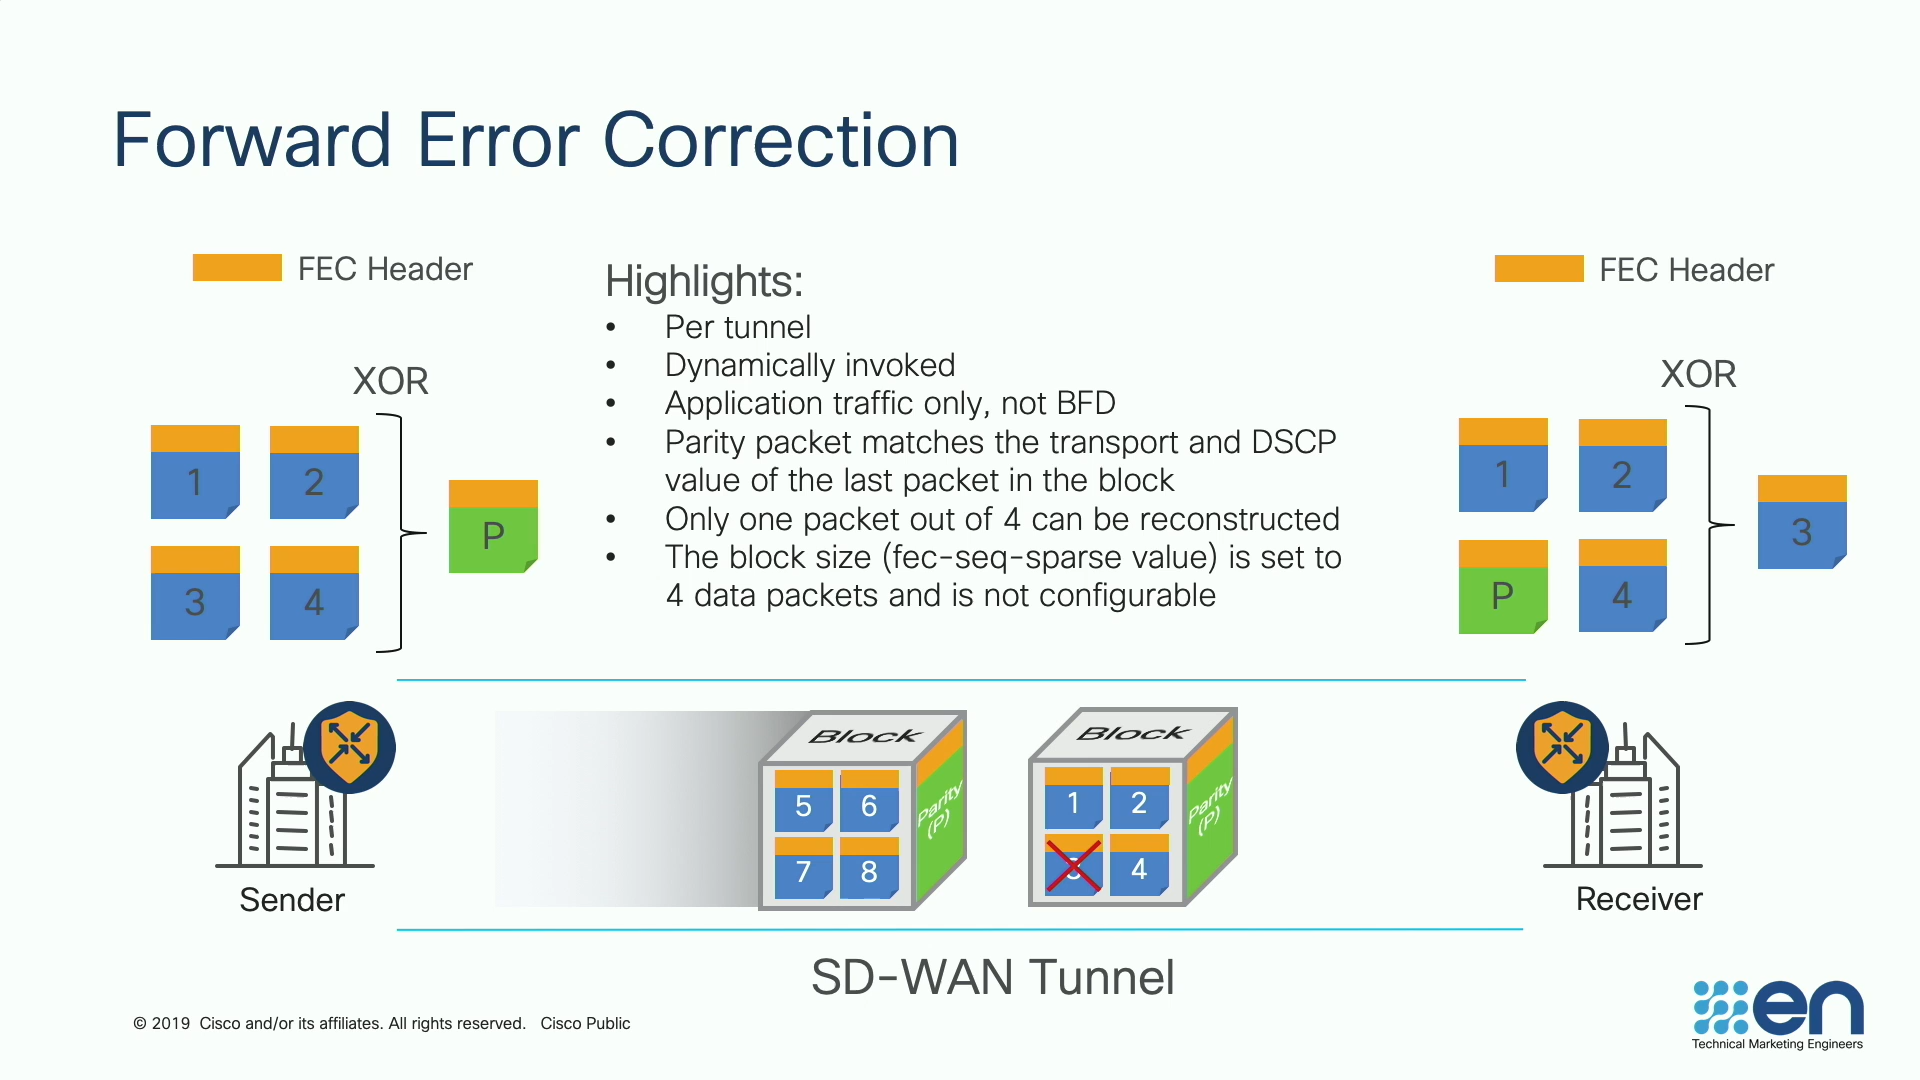 Forward Error Correction
FEC Header
XOR
1
2
3
4
P
Highlights:
• Per tunnel
• Dynamically invoked
• Application traffic only, not BFD
• Parity packet matches the transport and DSCP
value of the last packet in the block
• Only one packet out of 4 can be reconstructed
• The block size (fec-seq-sparse value) is set to
4 data packets and is not configurable
FEC Header
XOR
1
2
P
4
3
Sender
Block
5
6
7
8
Parity
(P)
Block
1
2
3
4
Parity
(P)
Receiver
SD-WAN Tunnel
© 2019 Cisco and/or its affiliates. All rights reserved. Cisco Public
en
Technical Marketing Engineers